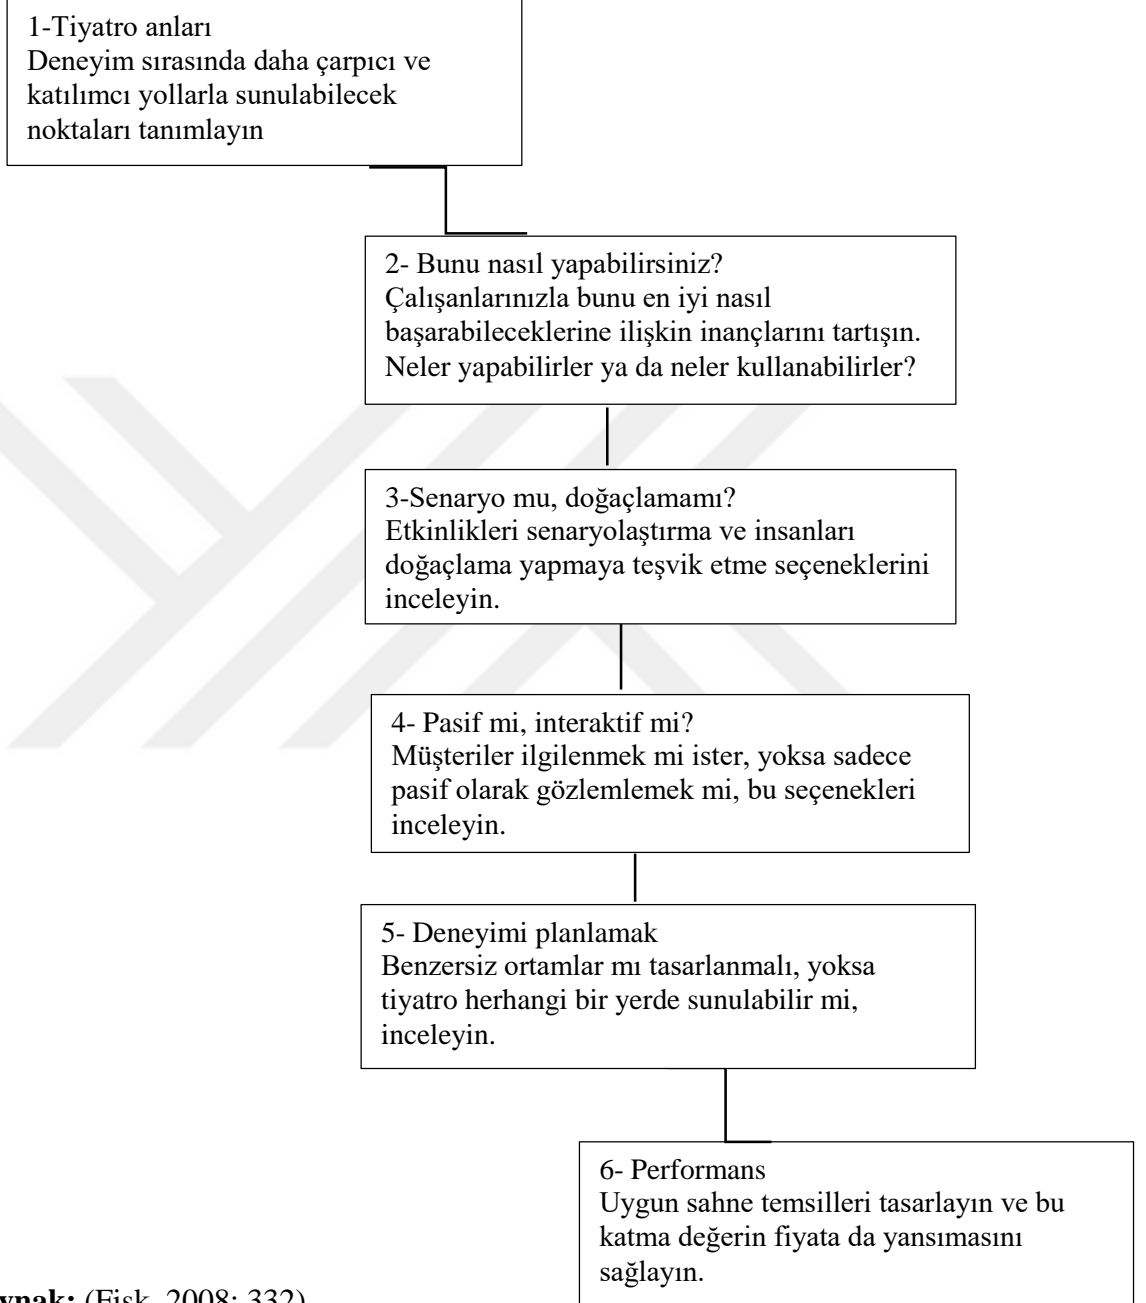 1-Tiyatro anları
Deneyim sırasında daha çarpıcı ve
katılımcı yollarla sunulabilecek
noktaları tanımlayın
2- Bunu nasıl yapabilirsiniz?
Çalışanlarınızla bunu en iyi nasıl
başarabileceklerine ilişkin inançlarını tartışın.
Neler yapabilirler ya da neler kullanabilirler?
3-Senaryo mu, doğaçlamamı?
Etkinlikleri senaryolaştırma ve insanları
doğaçlama yapmaya teşvik etme seçeneklerini
inceleyin.
4- Pasif mi, interaktif mi?
Müşteriler ilgilenmek mi ister, yoksa sadece
pasif olarak gözlemlemek mi, bu seçenekleri
inceleyin.
5- Deneyimi planlamak
Benzersiz ortamlar mı tasarlanmalı, yoksa
tiyatro herhangi bir yerde sunulabilir mi,
inceleyin.
6- Performans
Uygun sahne temsilleri tasarlayın ve bu
katma değerin fiyata da yansımasını
sağlayın.
ynak: (Fisk, 2008: 332)